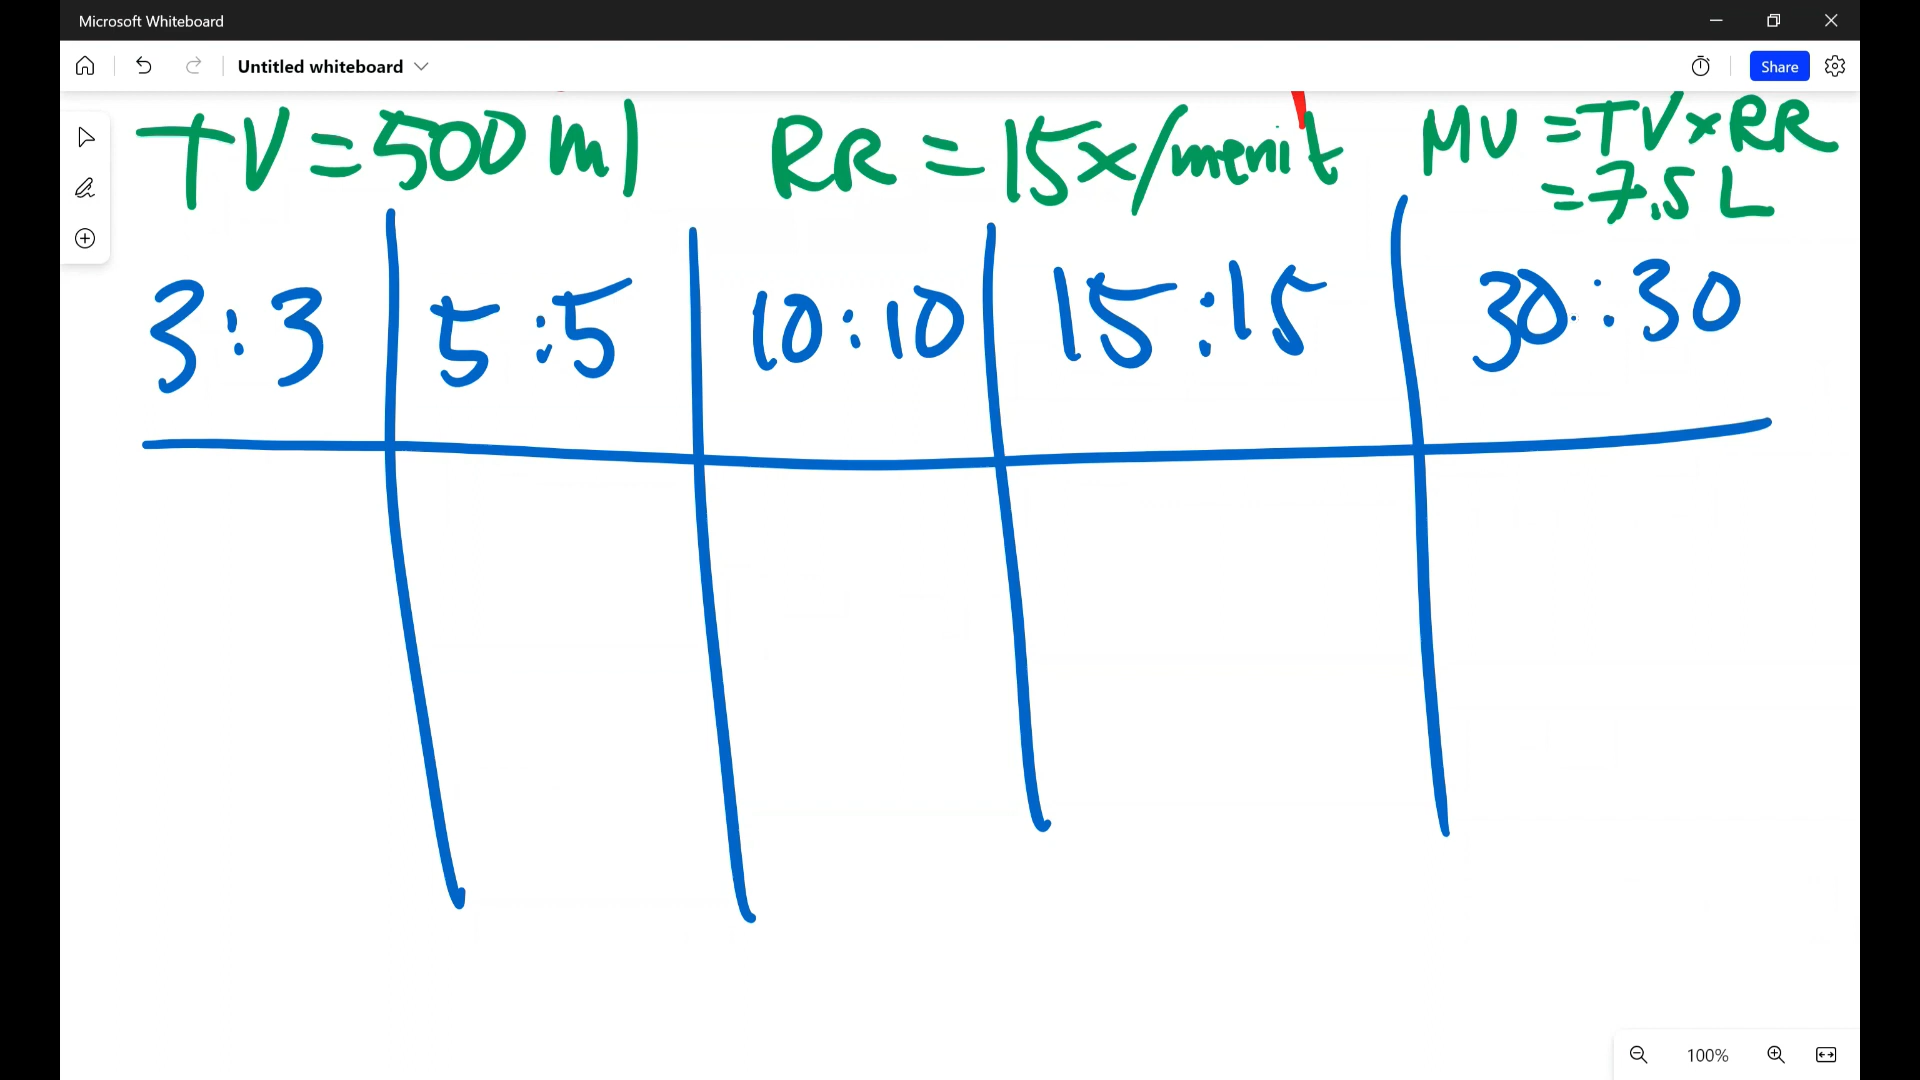 Microsoft Whiteboard
Untitled whiteboard
Share
TV = 500 ml RR = 15x/menit MV = TV x RR
= 7.5 L
3:3 5:5 10:10 15:15 30:30
100%